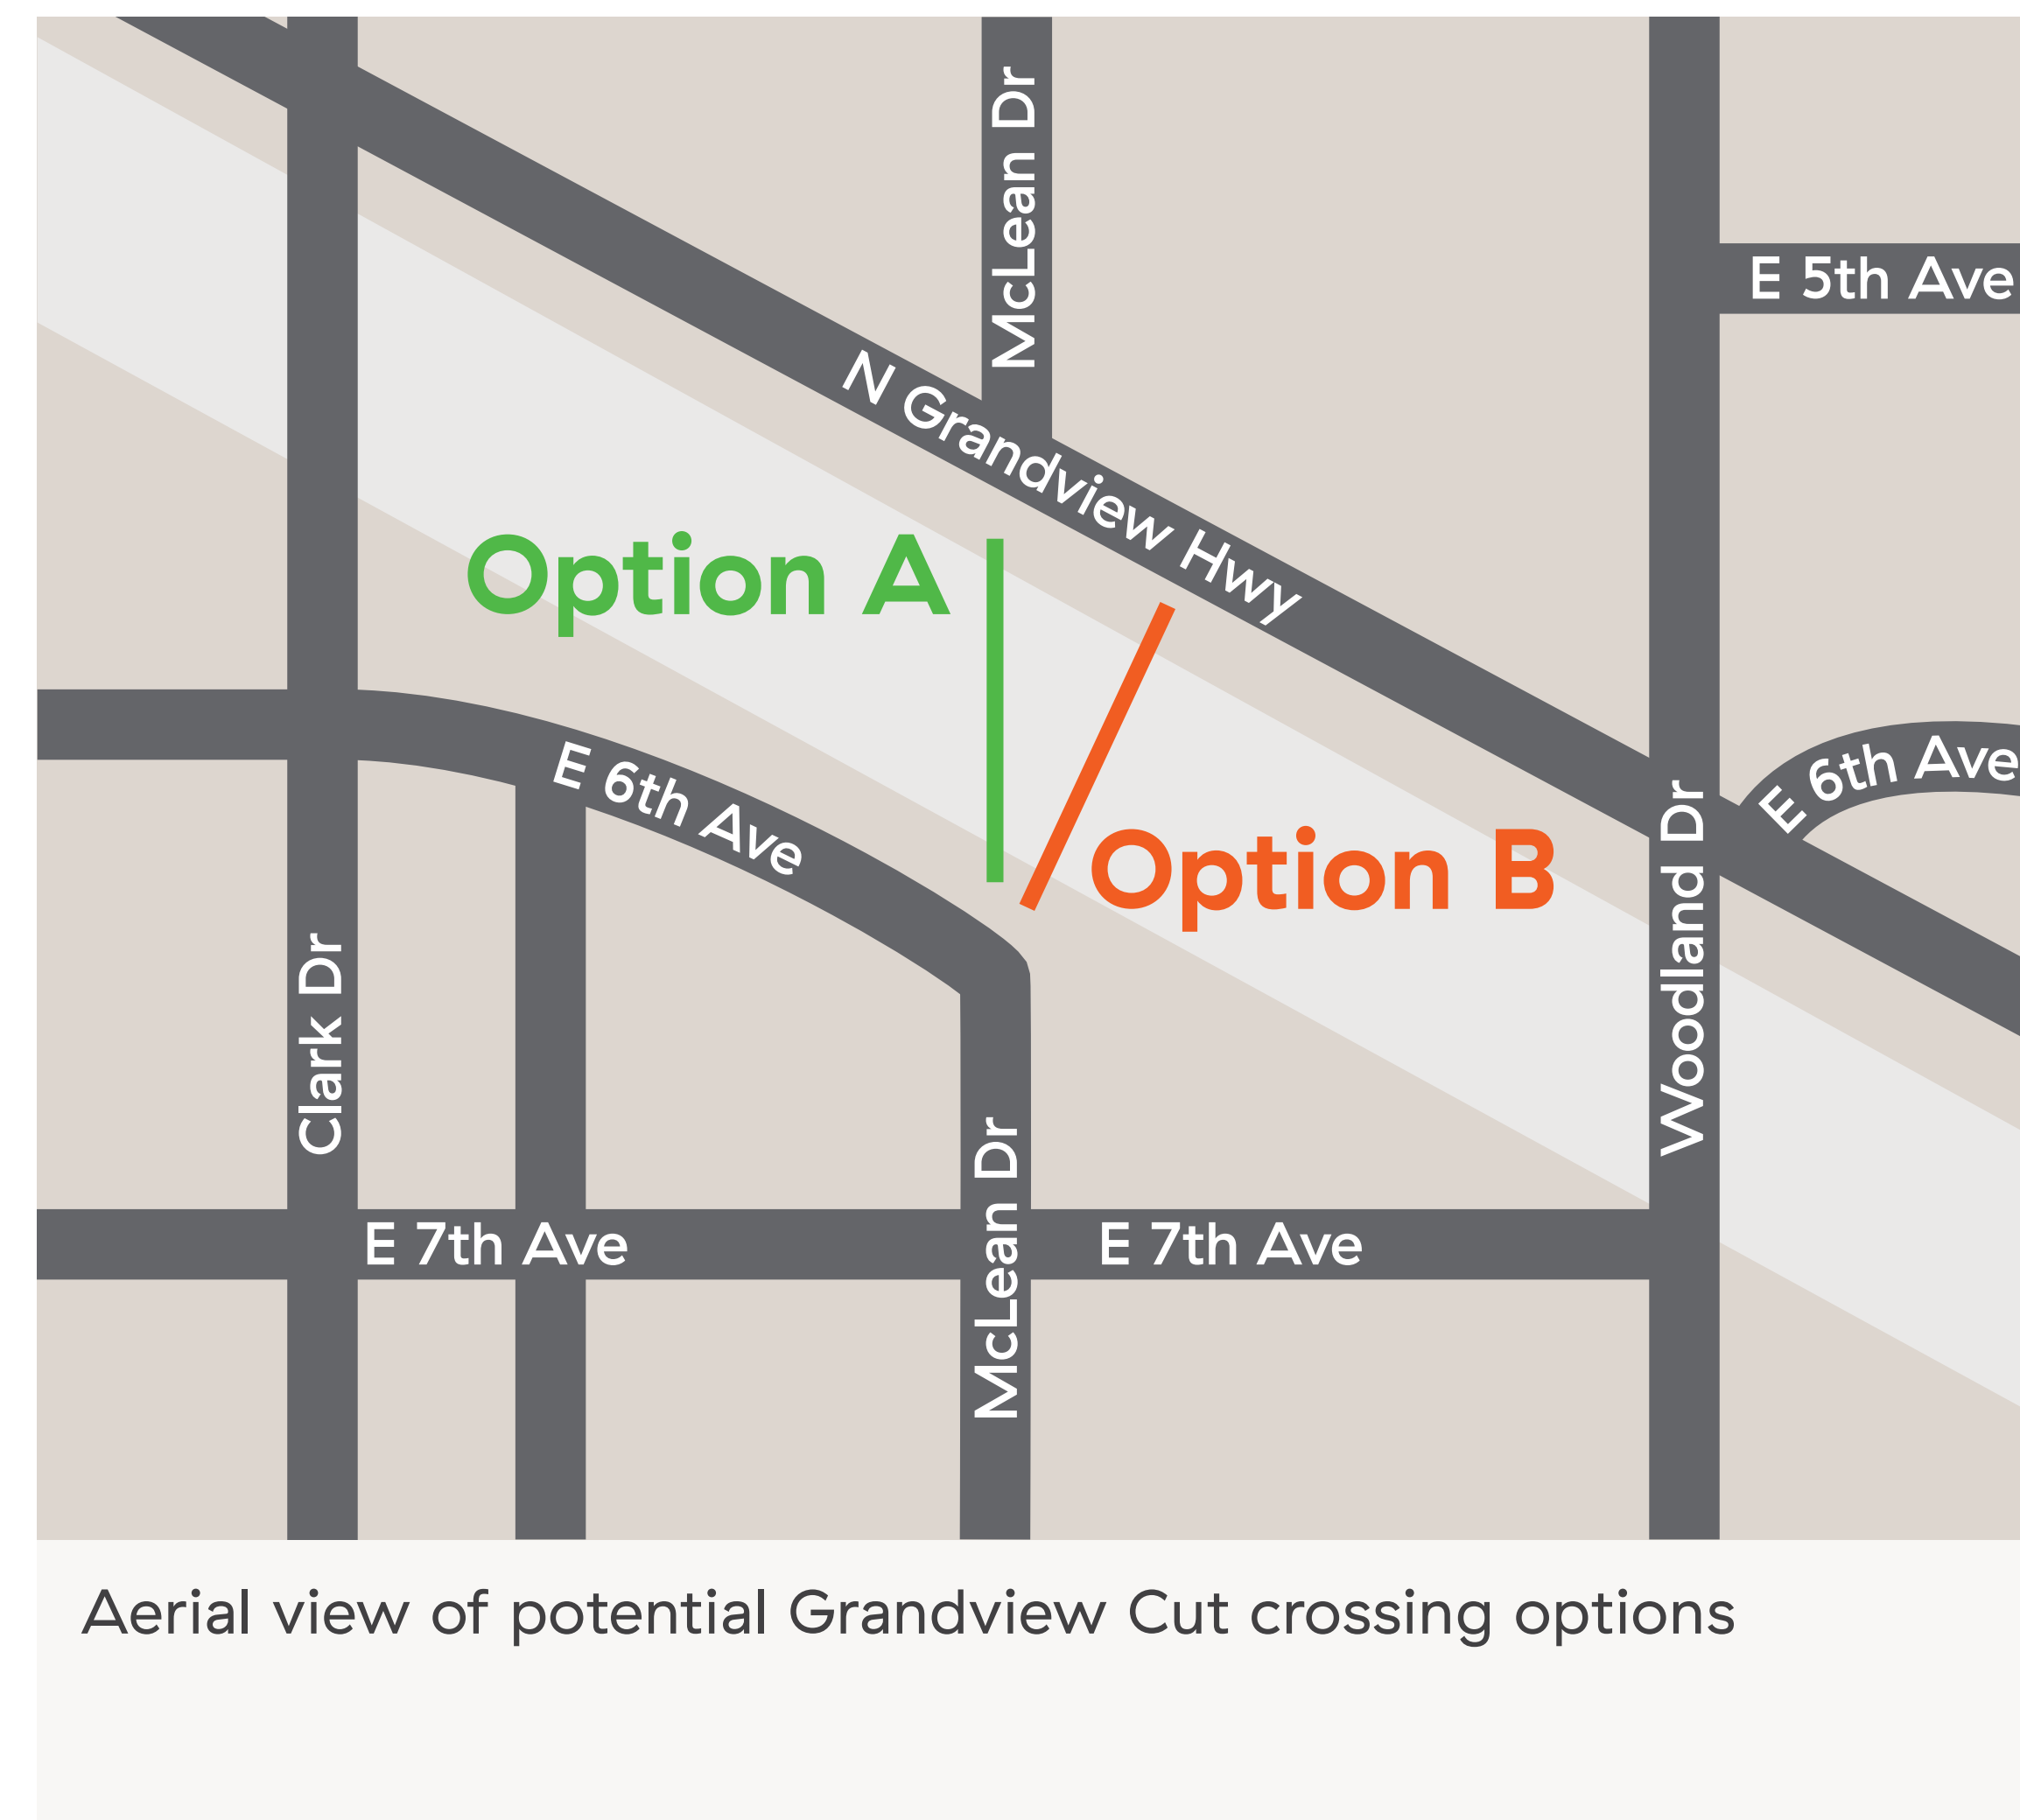 McLean Dr
E 5th Ave
N Grandview Hwy
Option A
E 6th Ave
E 6th Ave
Option B
Woodland Dr
Clark Dr
McLean Dr
E 7th Ave
E 7th Ave
Aerial view of potential Grandview Cut crossing options